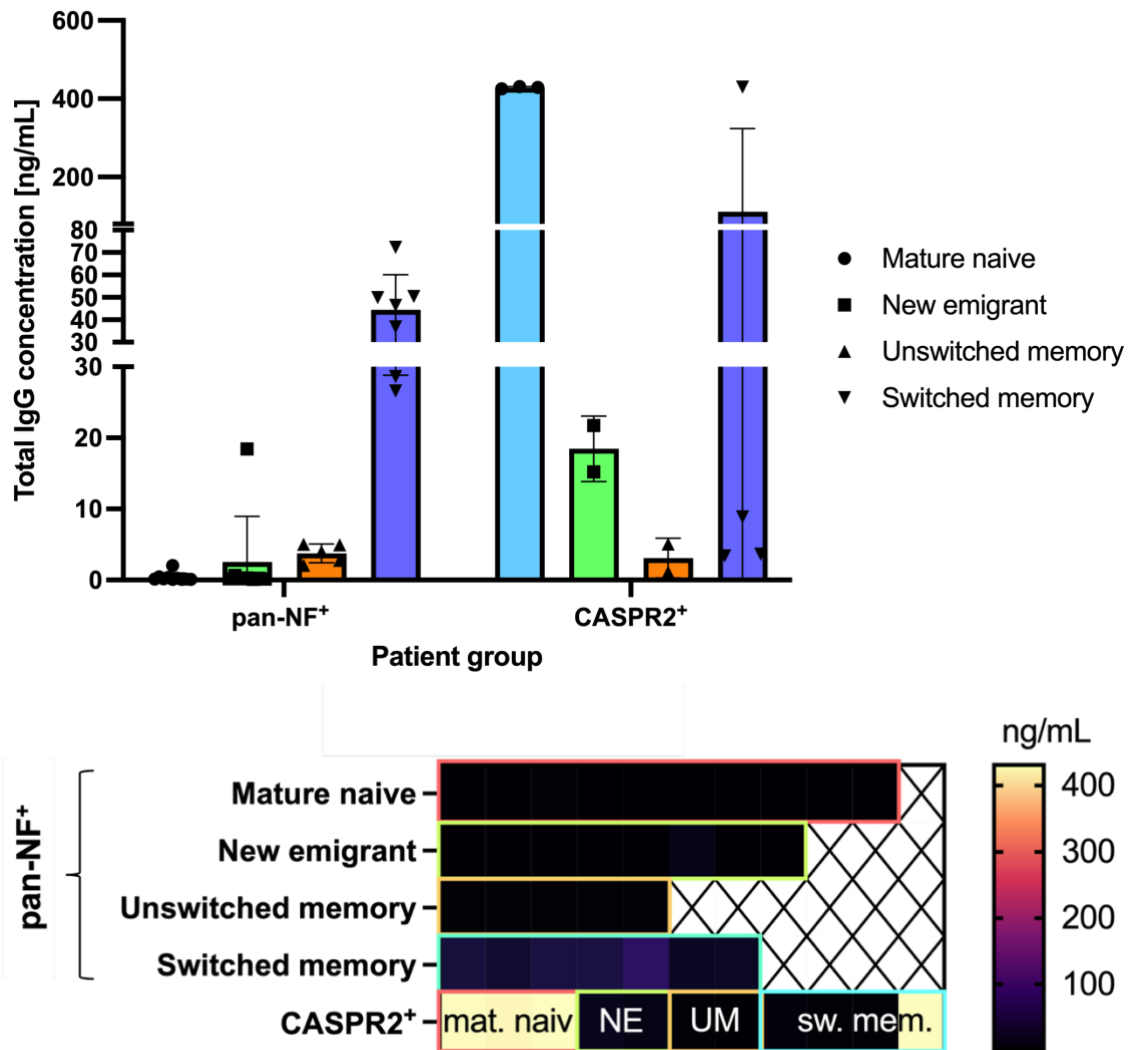 600
400
200
80
70
60
50
40
30
30
20
10
0
Total IgG concentration [ng/mL]
pan-NF⁺
CASPR2⁺
Patient group
Mature naive
New emigrant
Unswitched memory
Switched memory
ng/mL
pan-NF⁺
Mature naive
New emigrant
Unswitched memory
Switched memory
CASPR2⁺
mat. naiv
NE
UM
sw. mem.
400
300
200
100